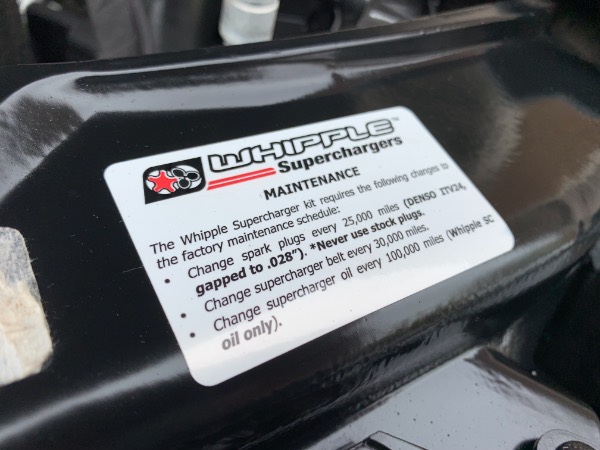 WHIPPLE™
Superchargers
MAINTENANCE
The Whipple Supercharger kit requires the following changes to
the factory maintenance schedule:
• Change spark plugs every 25,000 miles (DENSO ITV24,
gapped to .028"). *Never use stock plugs.
• Change supercharger belt every 30,000 miles.
• Change supercharger oil every 100,000 miles (Whipple SC
oil only).